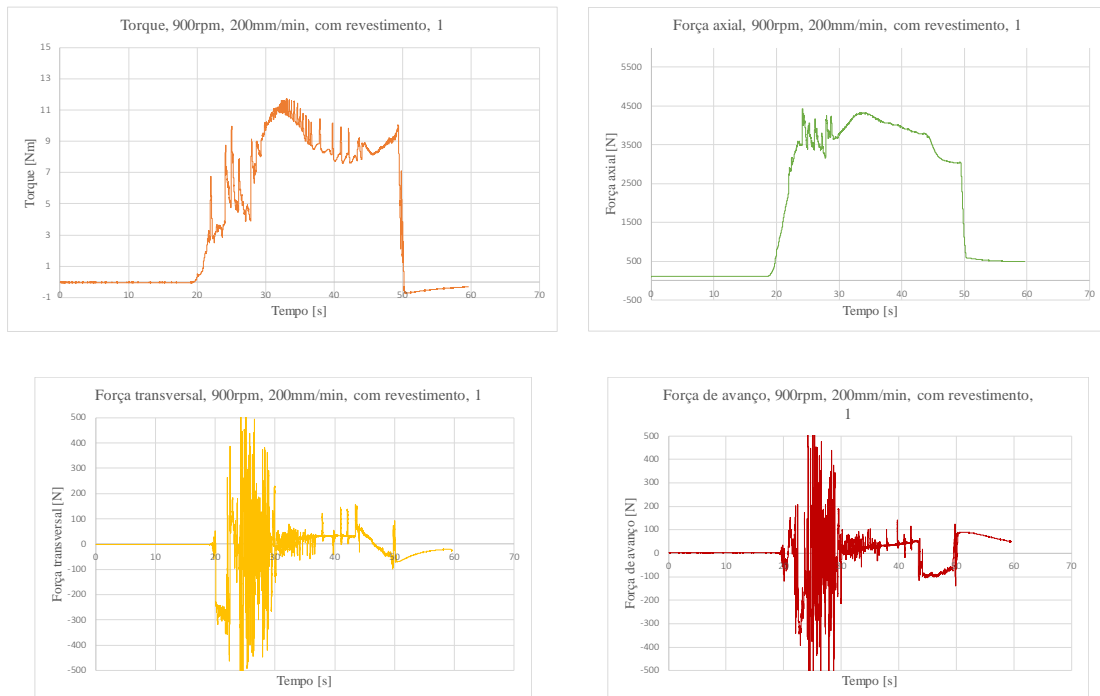 Torque, 900rpm, 200mm/min, com revestimento, 1
15
13
11
9
7
5
3
1
-1
Torque [Nm]
0 10 20 30 40 50 60 70
Tempo [s]
Força axial, 900rpm, 200mm/min, com revestimento, 1
5500
4500
3500
2500
1500
500
-500
Força axial [N]
0 10 20 30 40 50 60 70
Tempo [s]
Força transversal, 900rpm, 200mm/min, com revestimento, 1
500
400
300
200
100
0
-100
-200
-300
-400
-500
Força transversal [N]
0 10 20 30 40 50 60 70
Tempo [s]
Força de avanço, 900rpm, 200mm/min, com revestimento,
1
500
400
300
200
100
0
-100
-200
-300
-400
-500
Força de avanço [N]
0 10 20 30 40 50 60 70
Tempo [s]